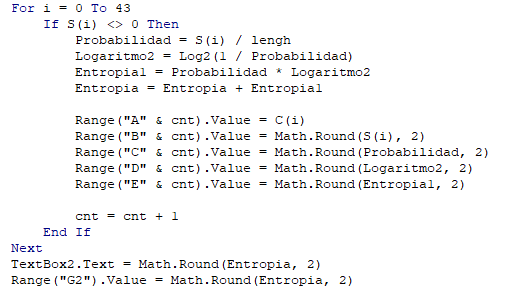 For i = 0 To 43
If S(i) <> 0 Then
Probabilidad = S(i) / lengh
Logaritmo2 = Log2(1 / Probabilidad)
Entropia1 = Probabilidad * Logaritmo2
Entropia = Entropia + Entropia1
Range("A" & cnt).Value = C(i)
Range("B" & cnt).Value = Math.Round(S(i), 2)
Range("C" & cnt).Value = Math.Round(Probabilidad, 2)
Range("D" & cnt).Value = Math.Round(Logaritmo2, 2)
Range("E" & cnt).Value = Math.Round(Entropia1, 2)
cnt = cnt + 1
End If
Next
TextBox2.Text = Math.Round(Entropia, 2)
Range("G2").Value = Math.Round(Entropia, 2)